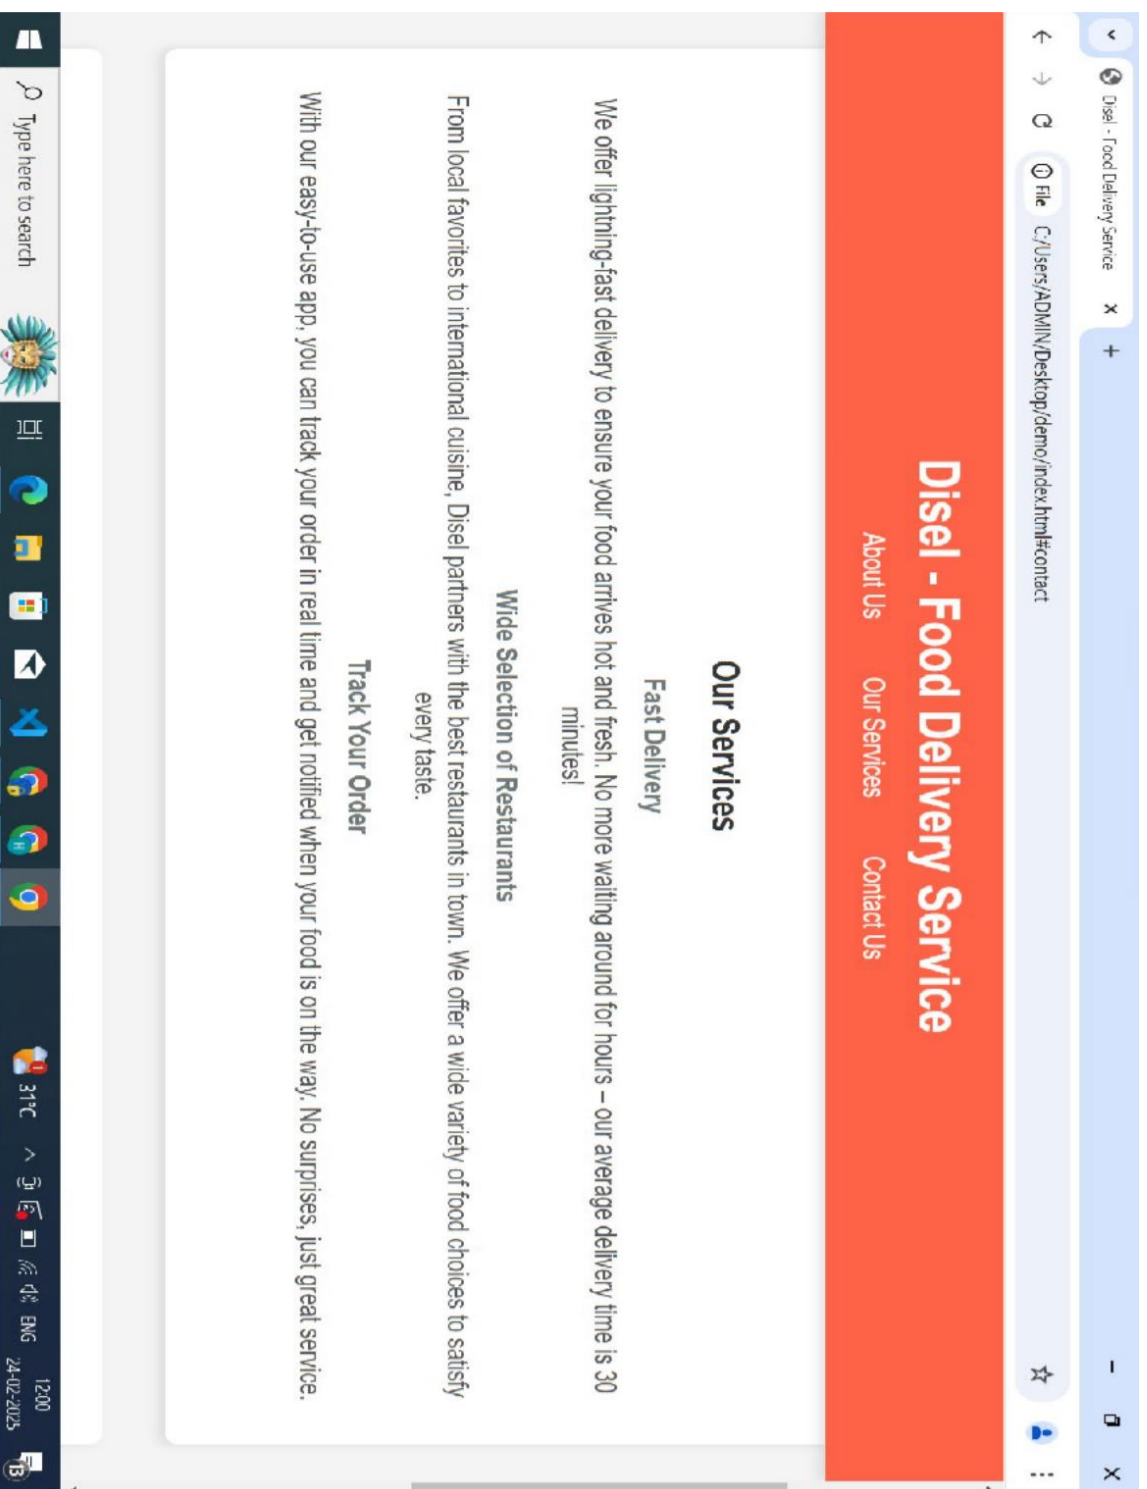 Disel - Food Delivery Service
File C:/Users/ADMIN/Desktop/demo/index.html#contact
Disel - Food Delivery Service
About Us Our Services Contact Us
Our Services
Fast Delivery
We offer lightning-fast delivery to ensure your food arrives hot and fresh. No more waiting around for hours – our average delivery time is 30
minutes!
Wide Selection of Restaurants
From local favorites to international cuisine, Disel partners with the best restaurants in town. We offer a wide variety of food choices to satisfy
every taste.
Track Your Order
With our easy-to-use app, you can track your order in real time and get notified when your food is on the way. No surprises, just great service.
Type here to search
31°C ENG
12:00
24-02-2025
13